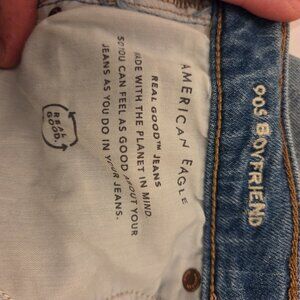 AMERICAN EAGLE
REAL GOOD™ JEANS
MADE WITH THE PLANET IN MIND
SO YOU CAN FEEL AS GOOD ABOUT YOUR
JEANS AS YOU DO IN YOUR JEANS.
REAL
GOOD
90s BOYFRIEND